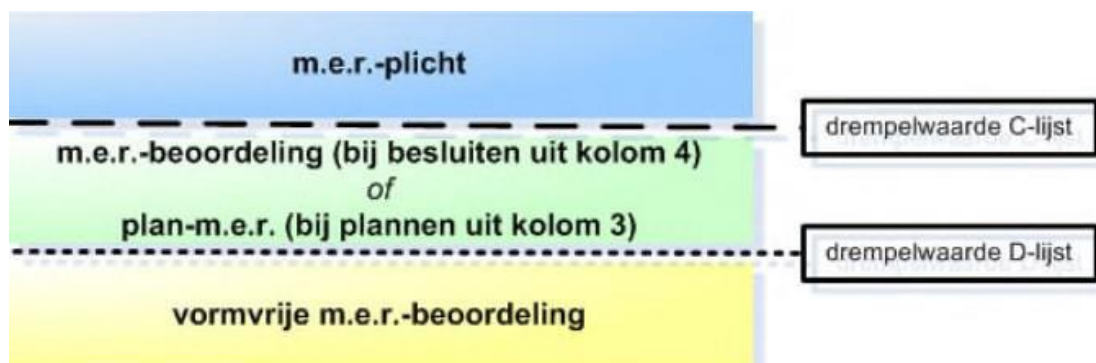 m.e.r.-plicht
drempelwaarde C-lijst
m.e.r.-beoordeling (bij besluiten uit kolom 4)
of
plan-m.e.r. (bij plannen uit kolom 3)
drempelwaarde D-lijst
vormvrije m.e.r.-beoordeling